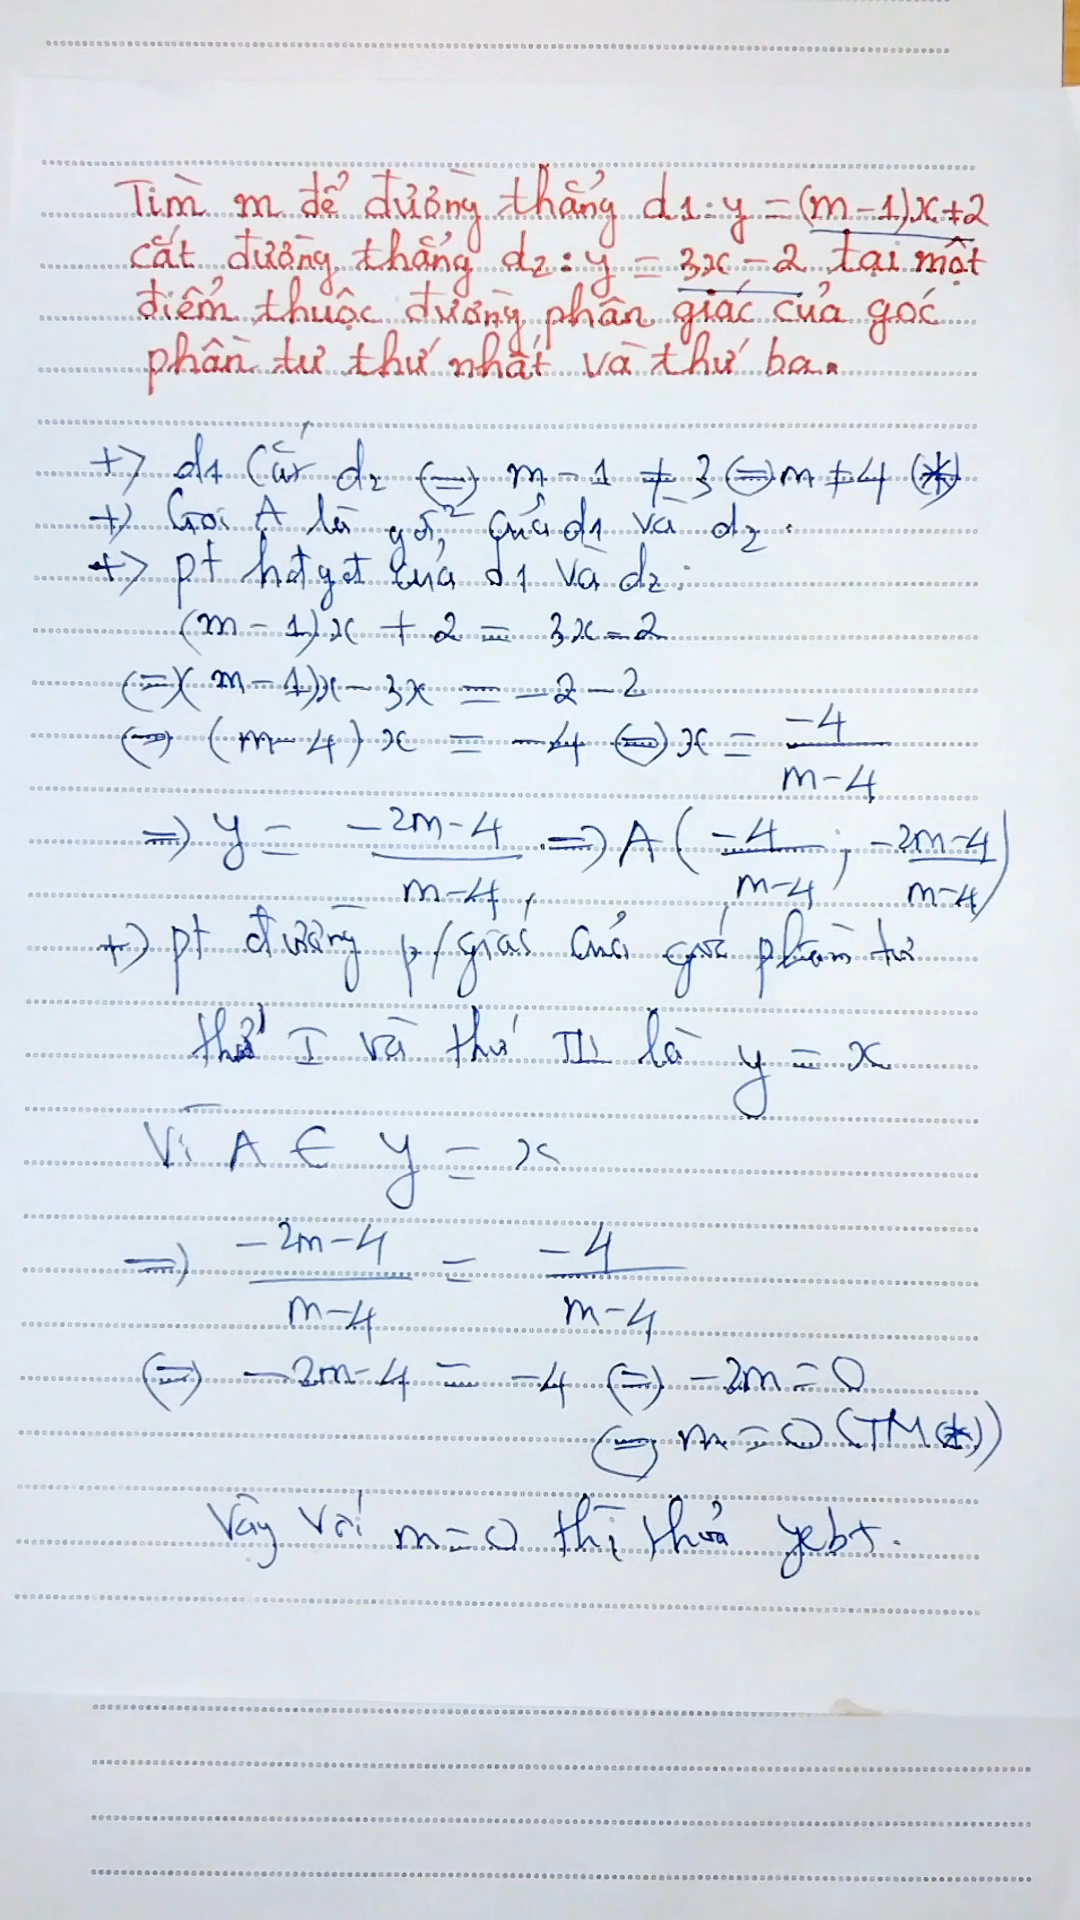 Tìm m để đường thẳng d1: y = (m-1)x+2
cắt đường thẳng d2: y = 3x-2 tại một
điểm thuộc đường phân giác của góc
phần tư thứ nhất và thứ ba.
+) d1 cắt d2 (=) m-1 ≠ 3 (=) m ≠ 4 (*)
+) Gọi A là gđ của d1 và d2.
+) pt hđgđ của d1 và d2:
(m-1)x + 2 = 3x-2
(=) (m-1)x - 3x = -2-2
(=) (m-4)x = -4 (=) x = -4/(m-4)
=) y = (-2m-4)/(m-4) =) A(-4/(m-4); (-2m-4)/(m-4))
+) pt đường p/giác của góc phần tư
thứ I và thứ III là y = x
Vì A ∈ y = x
=) (-2m-4)/(m-4) = -4/(m-4)
(=) -2m-4 = -4 (=) -2m = 0
(=) m = 0 (TM(*))
Vậy với m=0 thì thỏa ycbt.